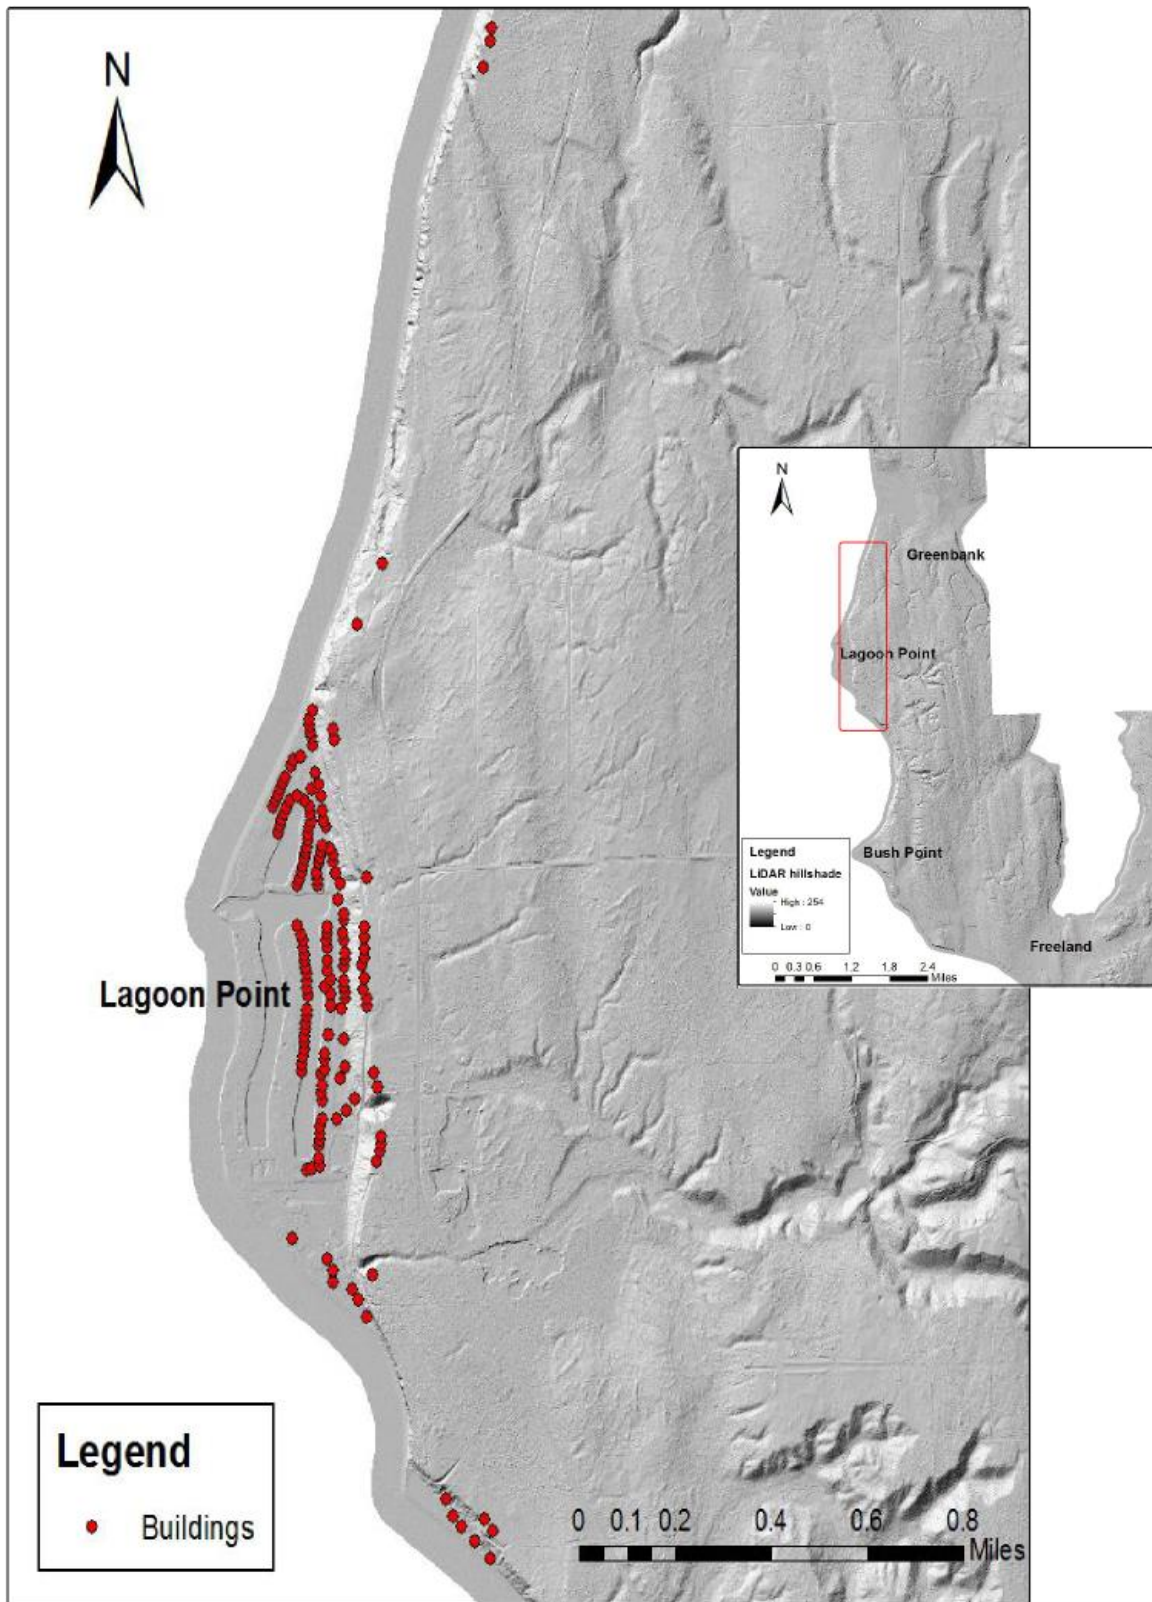 N
N
Greenbank
Lagoon Point
Bush Point
Legend
LiDAR hillshade
Value
High : 254
Low : 0
Freeland
0 0.3 0.6 1.2 1.8 2.4
Miles
Lagoon Point
Legend
Buildings
0 0.1 0.2 0.4 0.6 0.8
Miles